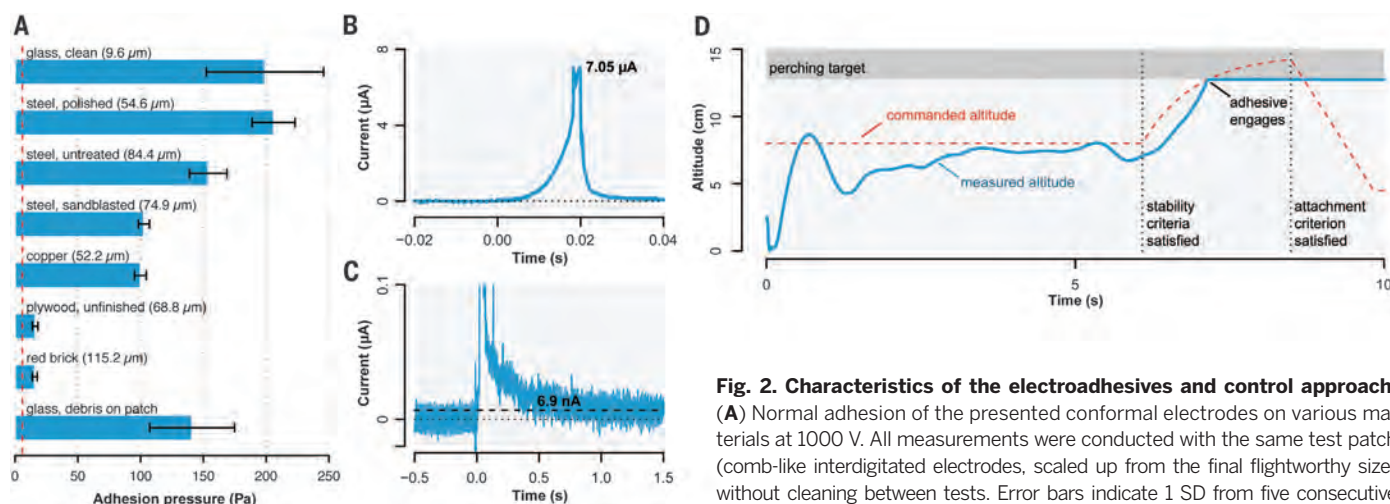 A
glass, clean (9.6 µm)
steel, polished (54.6 µm)
steel, untreated (84.4 µm)
steel, sandblasted (74.9 µm)
copper (52.2 µm)
plywood, unfinished (68.8 µm)
red brick (115.2 µm)
glass, debris on patch
0 50 100 150 200 250
Adhesion pressure (Pa)
B
Current (µA)
8
4
0
7.05 µA
−0.02 0.00 0.02 0.04
Time (s)
C
Current (µA)
0.1
0
6.9 nA
−0.5 0.0 0.5 1.0 1.5
Time (s)
D
Altitude (cm)
15
10
5
0
perching target
commanded altitude
measured altitude
adhesive
engages
stability
criteria
satisfied
attachment
criterion
satisfied
0 5 10
Time (s)
Fig. 2. Characteristics of the electroadhesives and control approach
(A) Normal adhesion of the presented conformal electrodes on various ma-
terials at 1000 V. All measurements were conducted with the same test patch
(comb-like interdigitated electrodes, scaled up from the final flightworthy size
without cleaning between tests. Error bars indicate 1 SD from five consecutive